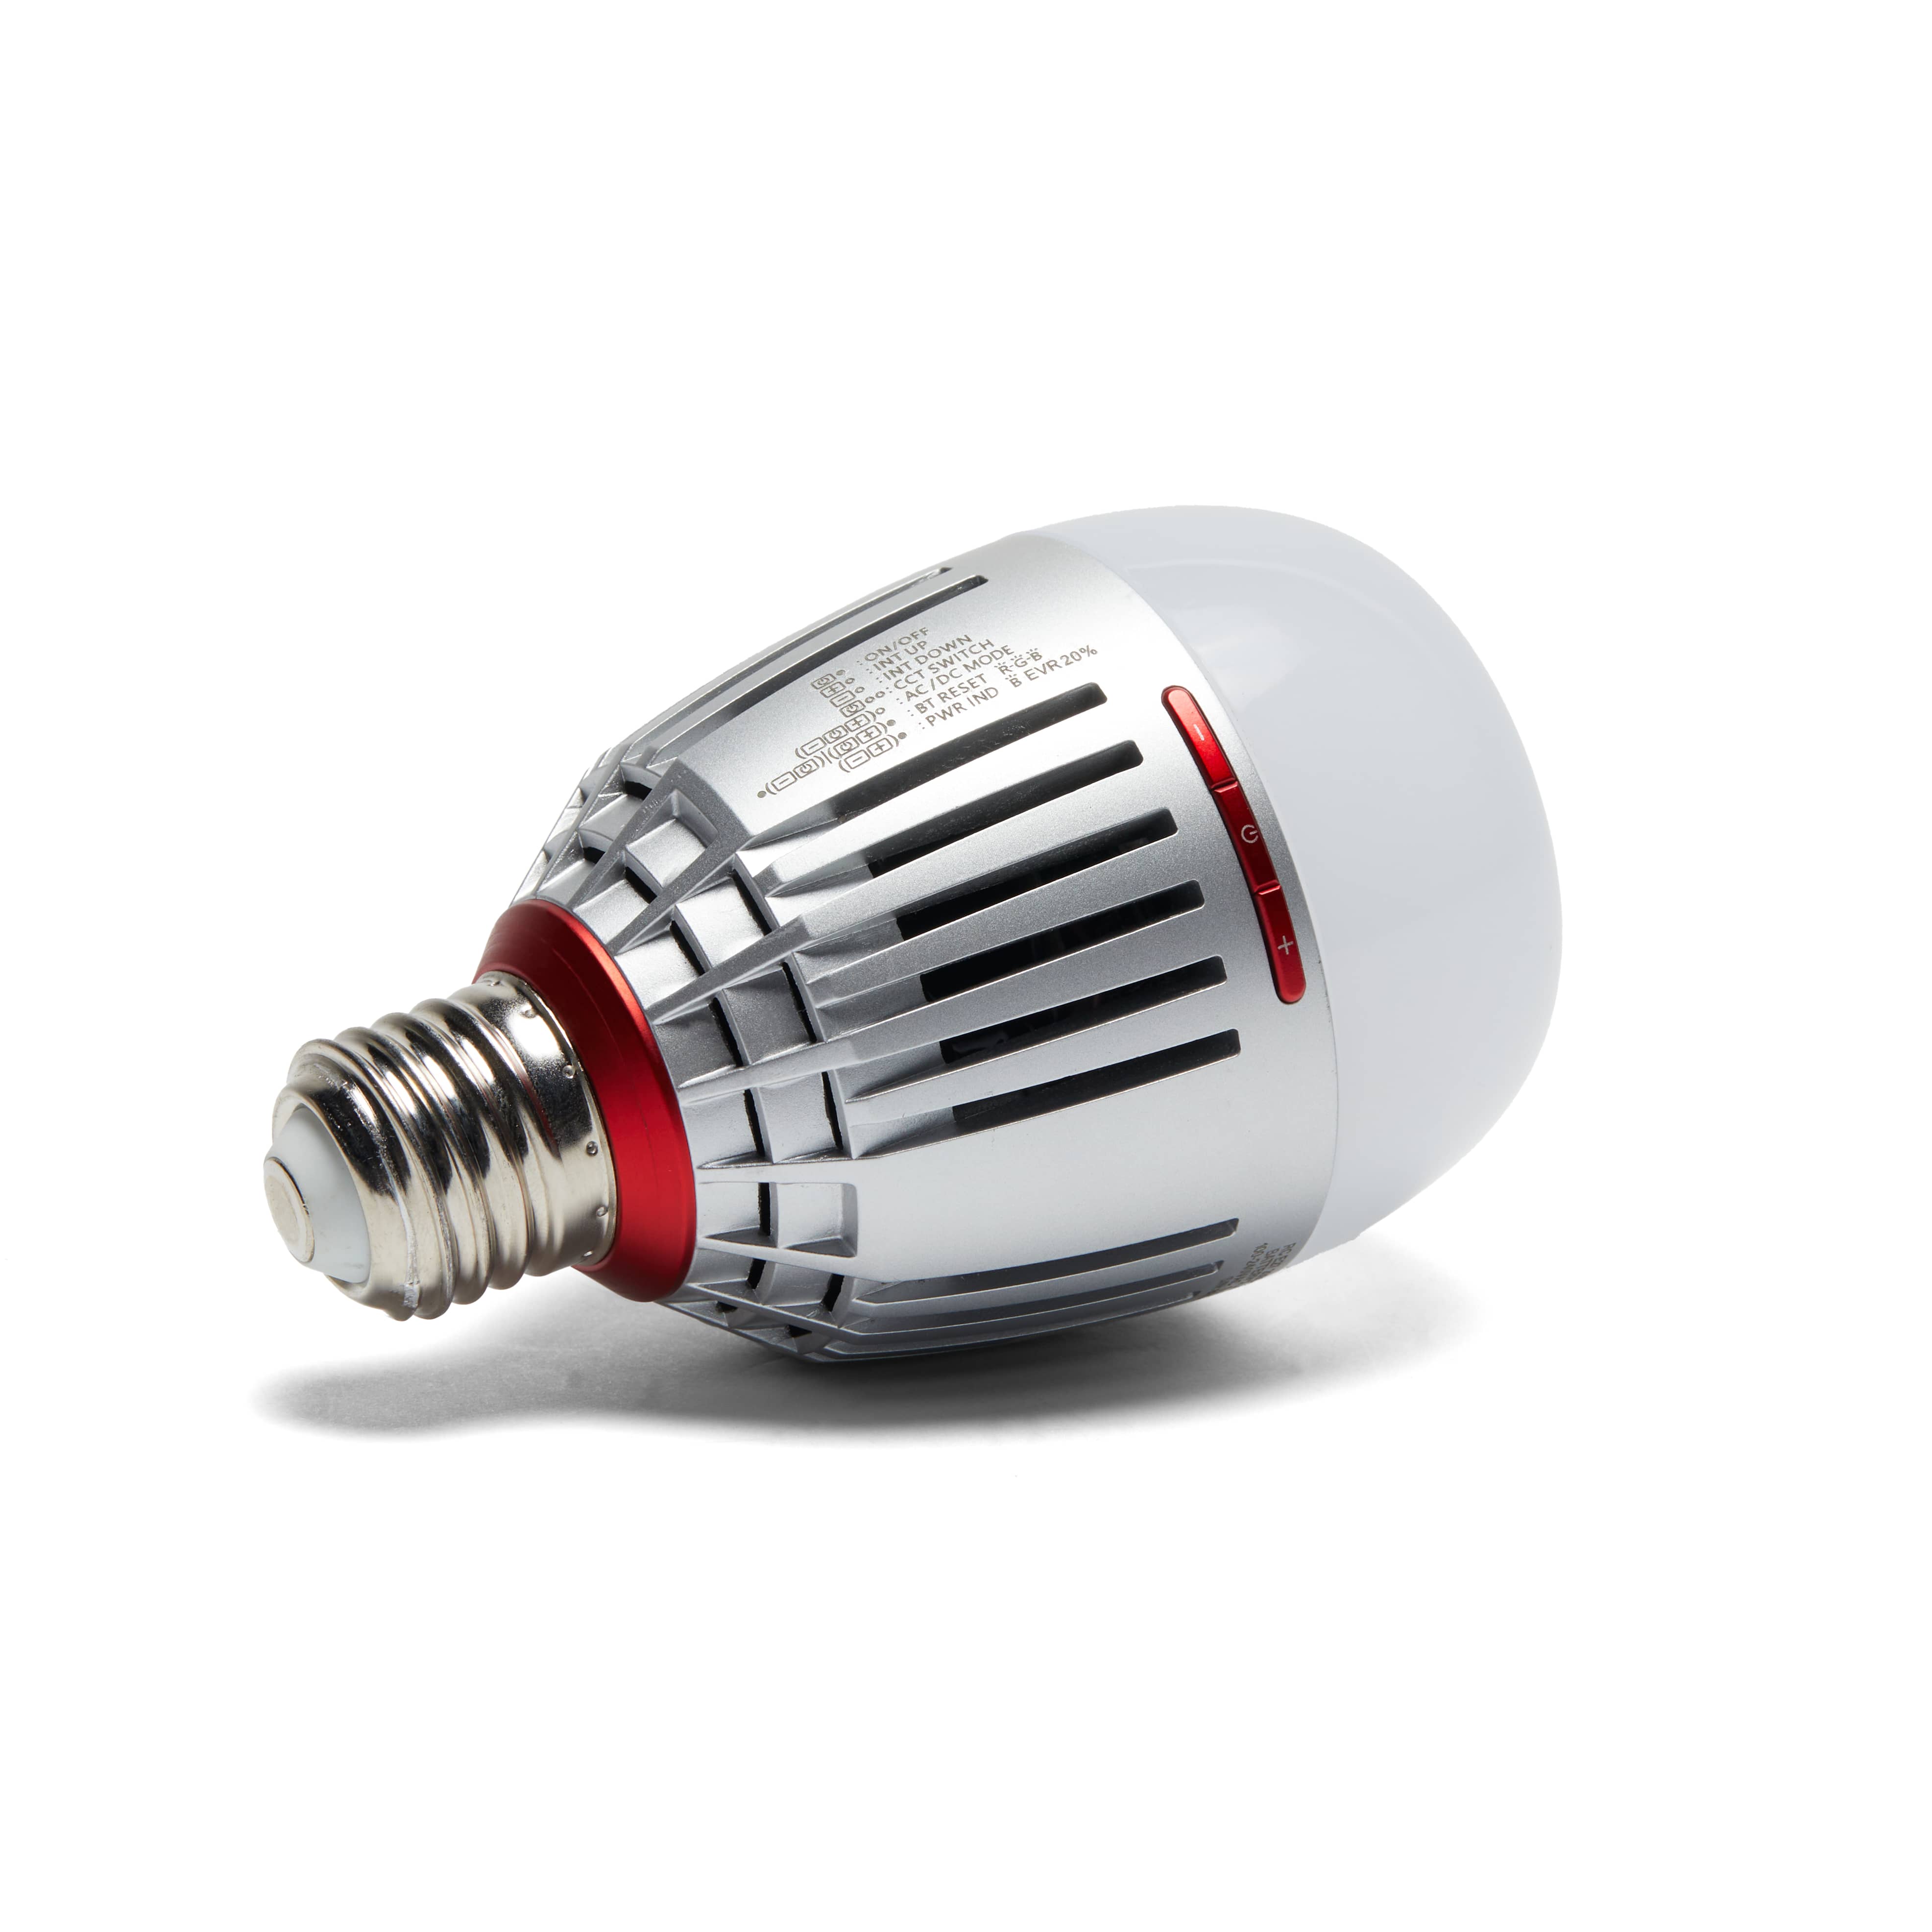 : ON/OFF
: INT UP
: INT DOWN
: CCT SWITCH
: AC/DC MODE
: BT RESET R-G-B
: PWR IND B EVR 20%
−
+